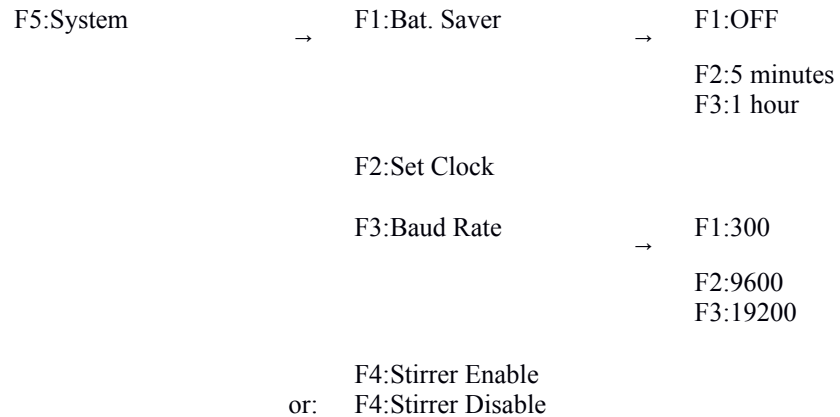 F5:System → F1:Bat. Saver → F1:OFF
F2:5 minutes
F3:1 hour
F2:Set Clock
F3:Baud Rate → F1:300
F2:9600
F3:19200
F4:Stirrer Enable
or: F4:Stirrer Disable